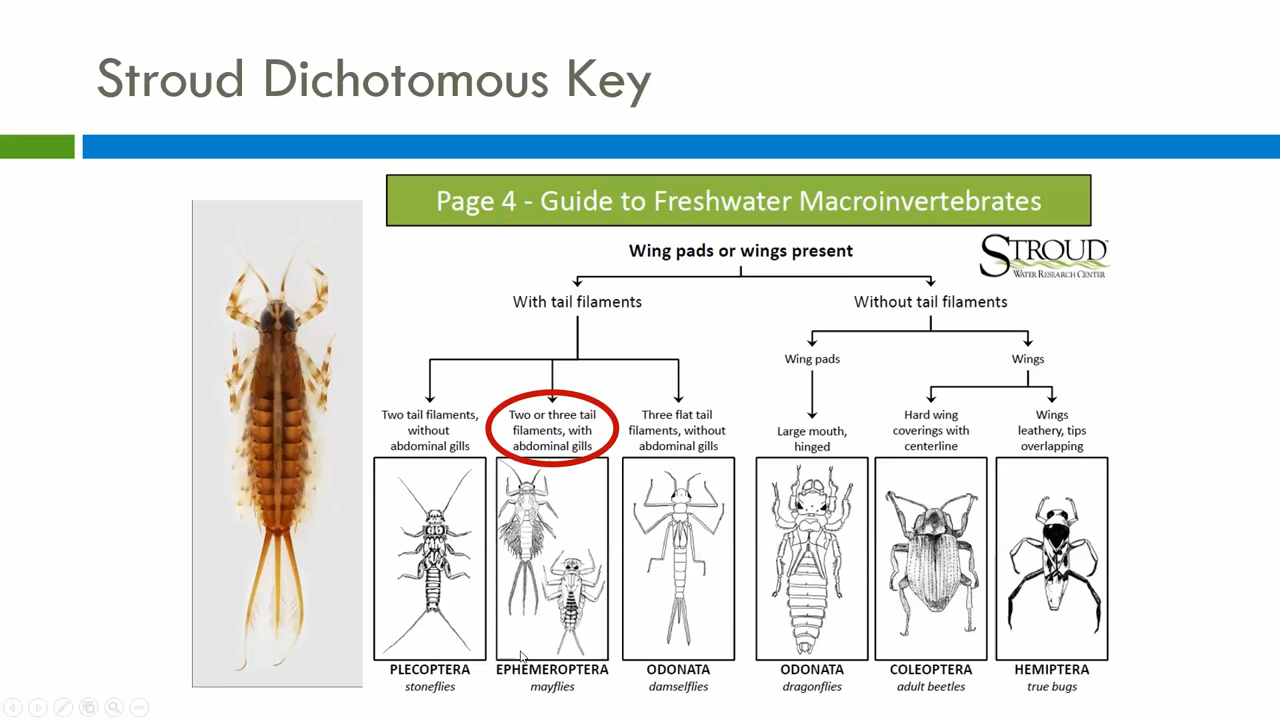 Stroud Dichotomous Key
Page 4 - Guide to Freshwater Macroinvertebrates
Wing pads or wings present
STROUD™
WATER RESEARCH CENTER
With tail filaments
Without tail filaments
Wing pads
Wings
Two tail filaments,
without
abdominal gills
Two or three tail
filaments, with
abdominal gills
Three flat tail
filaments, without
abdominal gills
Large mouth,
hinged
Hard wing
coverings with
centerline
Wings
leathery, tips
overlapping
PLECOPTERA
stoneflies
EPHEMEROPTERA
mayflies
ODONATA
damselflies
ODONATA
dragonflies
COLEOPTERA
adult beetles
HEMIPTERA
true bugs